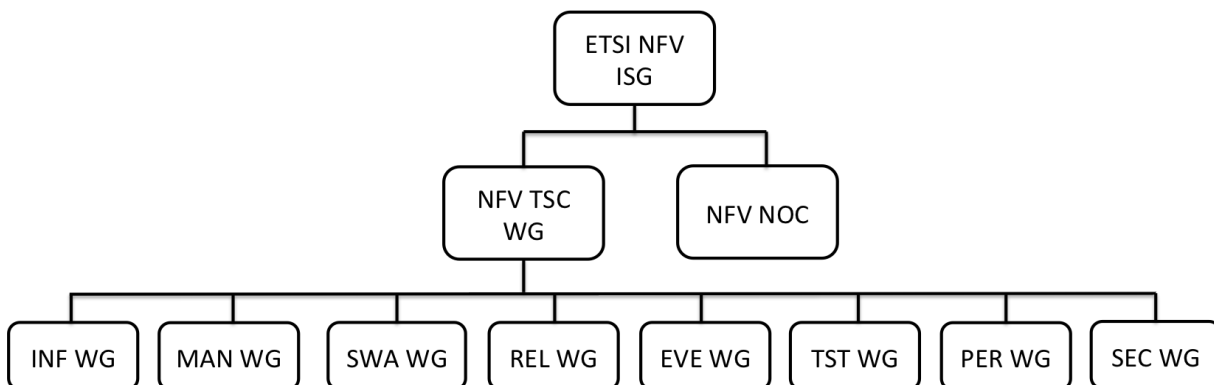 ETSI NFV
ISG
NFV TSC
WG
NFV NOC
INF WG
MAN WG
SWA WG
REL WG
EVE WG
TST WG
PER WG
SEC WG